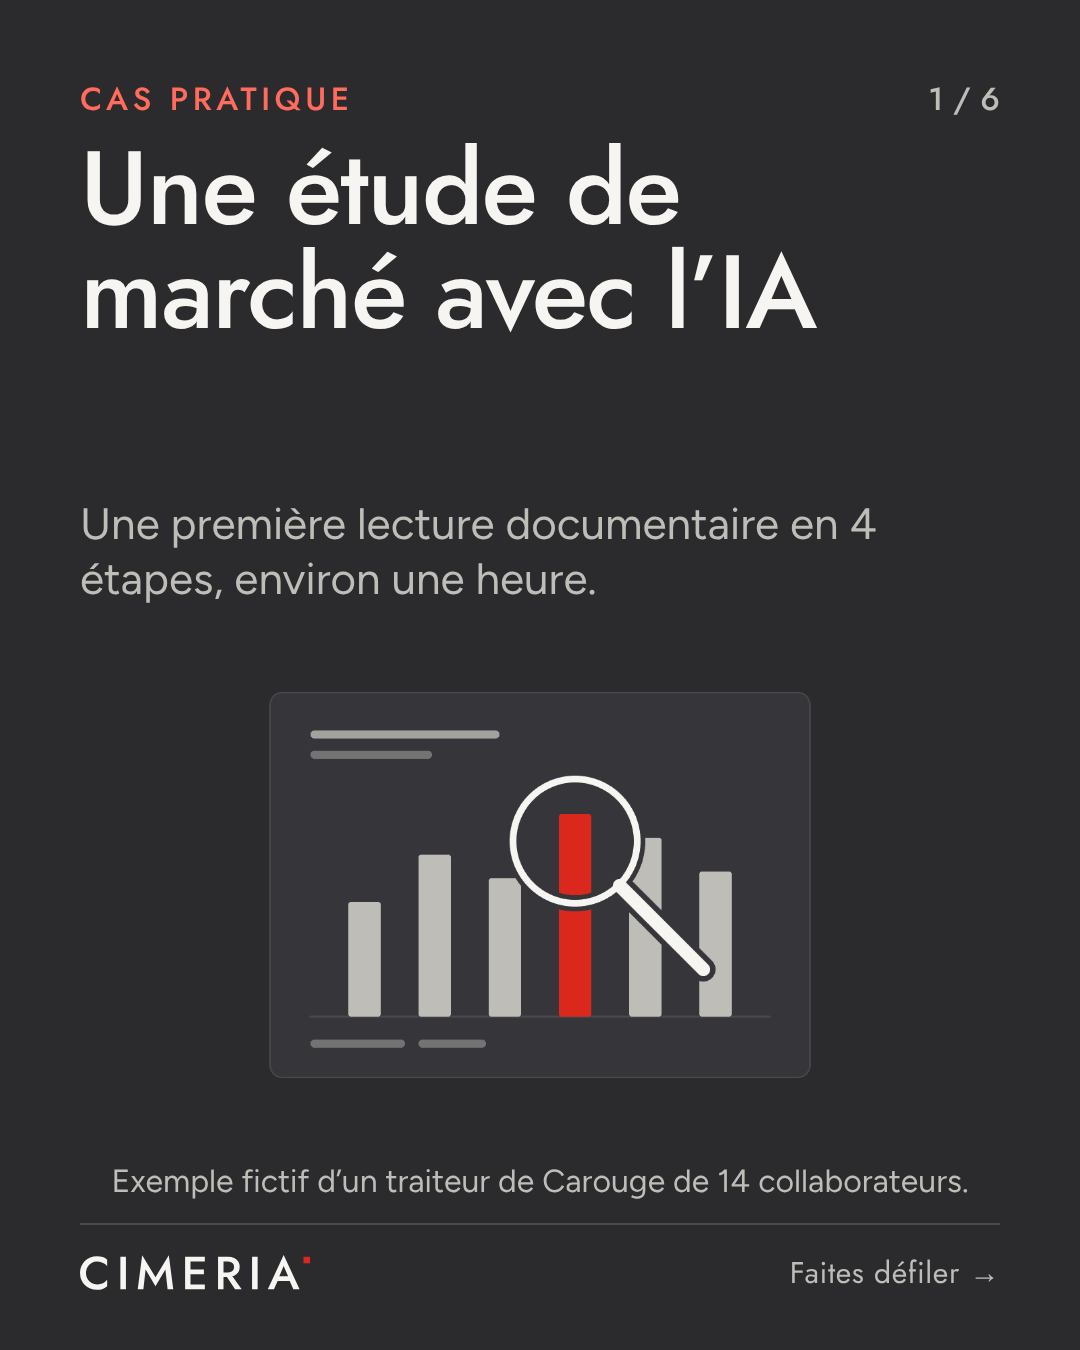 CAS PRATIQUE
1 / 6
Une étude de
marché avec l’IA
Une première lecture documentaire en 4
étapes, environ une heure.
Exemple fictif d’un traiteur de Carouge de 14 collaborateurs.
CIMERIA
Faites défiler →